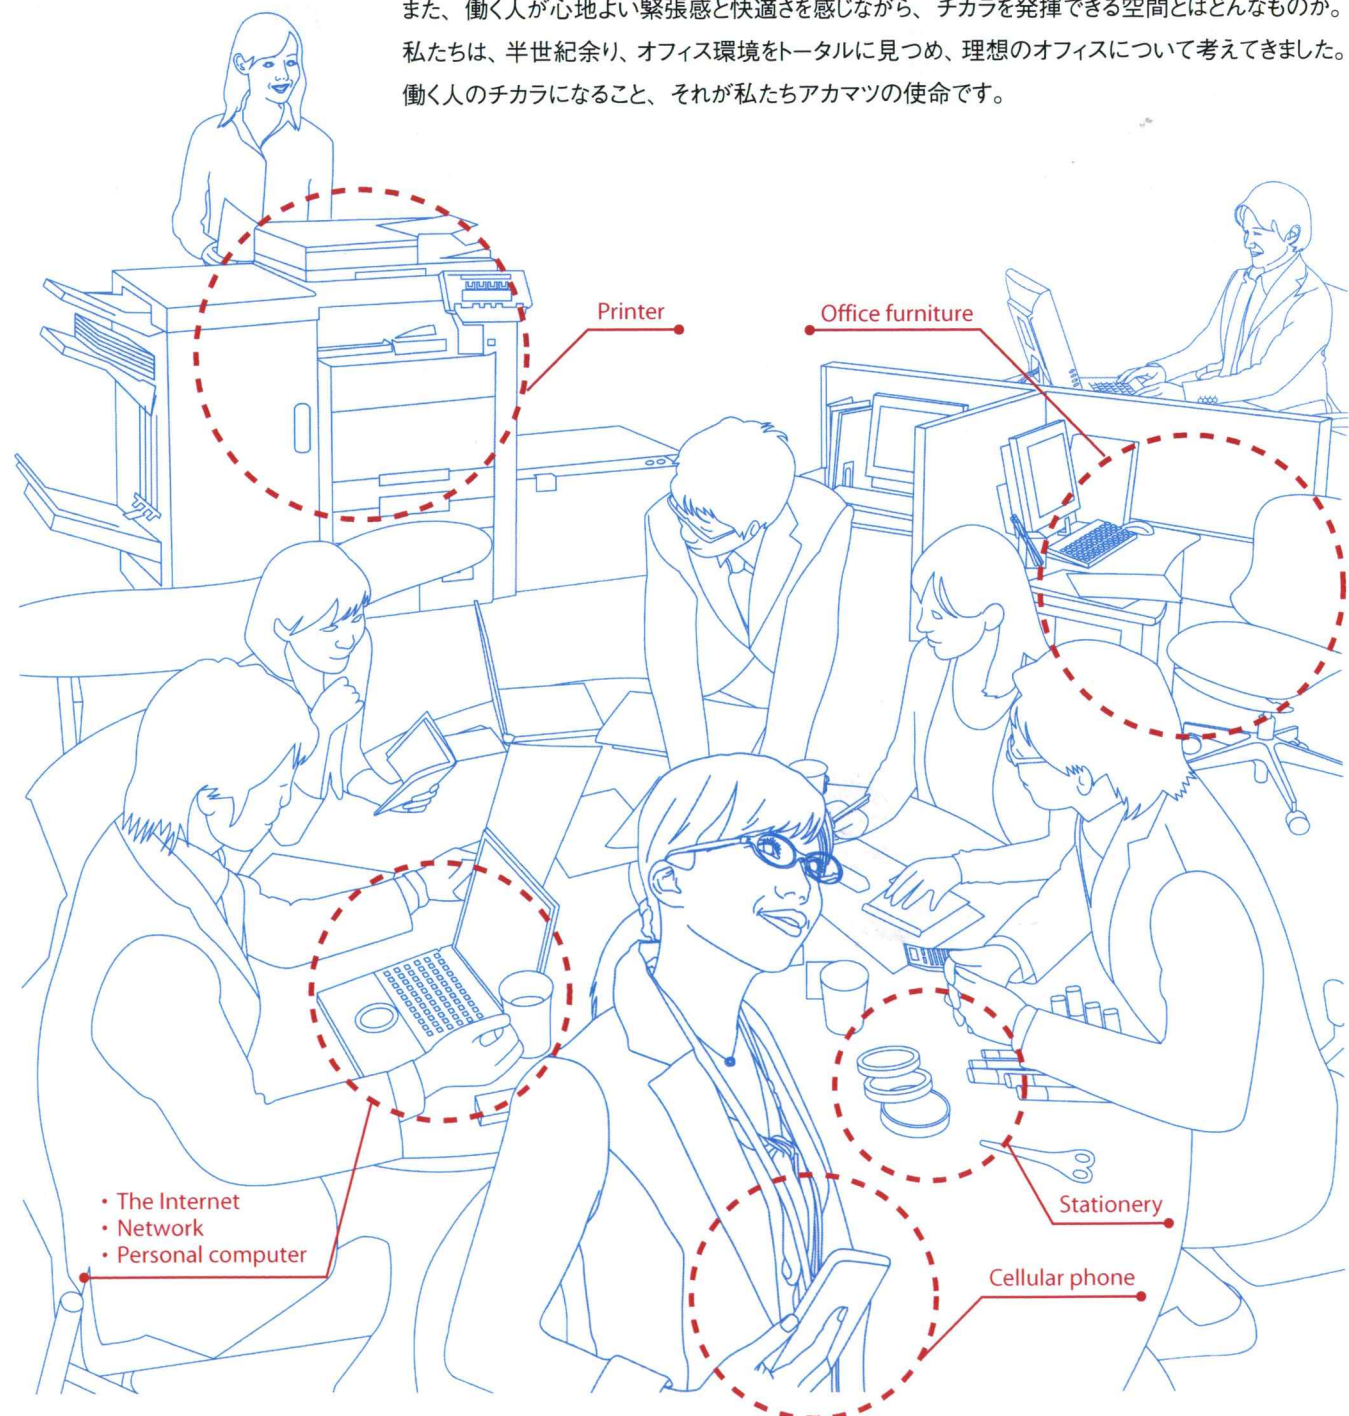 また、働く人が心地よい緊張感と快適さを感じながら、チカラを発揮できる空間とはどんなものか。
私たちは、半世紀余り、オフィス環境をトータルに見つめ、理想のオフィスについて考えてきました。
働く人のチカラになること、それが私たちアカマツの使命です。
Printer
Office furniture
・The Internet
・Network
・Personal computer
Stationery
Cellular phone